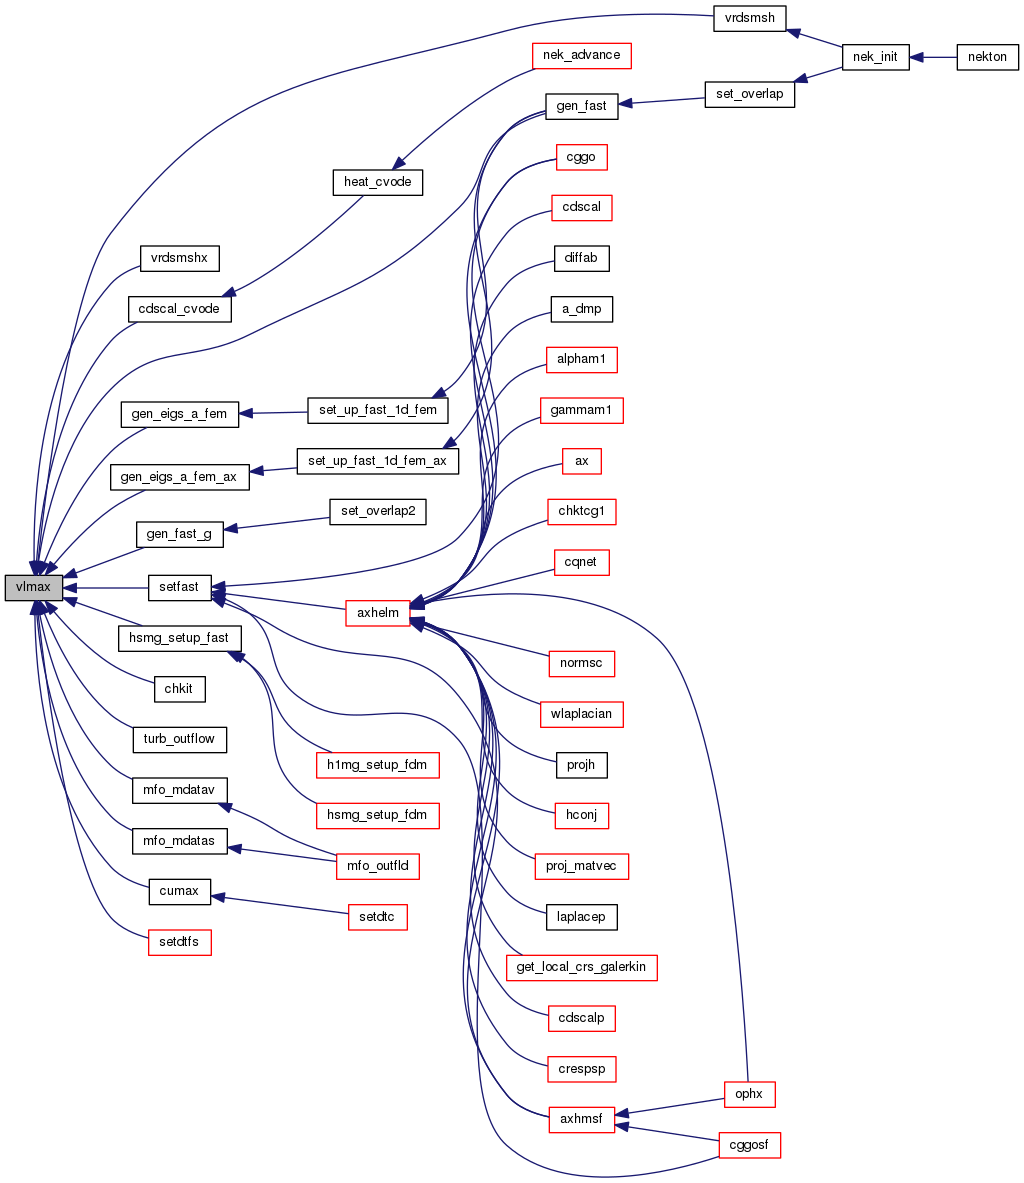 vrdsmsh
nek_init
nekton
nek_advance
set_overlap
gen_fast
cggo
heat_cvode
cdscal
vrdsmshx
diffab
cdscal_cvode
a_dmp
alpham1
gen_eigs_a_fem
set_up_fast_1d_fem
gammam1
gen_eigs_a_fem_ax
set_up_fast_1d_fem_ax
ax
set_overlap2
chktcg1
gen_fast_g
cqnet
vlmax
setfast
axhelm
hsmg_setup_fast
normsc
chkit
wlaplacian
turb_outflow
h1mg_setup_fdm
projh
mfo_mdatav
hsmg_setup_fdm
hconj
mfo_mdatas
mfo_outfld
proj_matvec
cumax
setdtc
laplacep
setdtfs
get_local_crs_galerkin
cdscalp
crespsp
ophx
axhmsf
cggosf